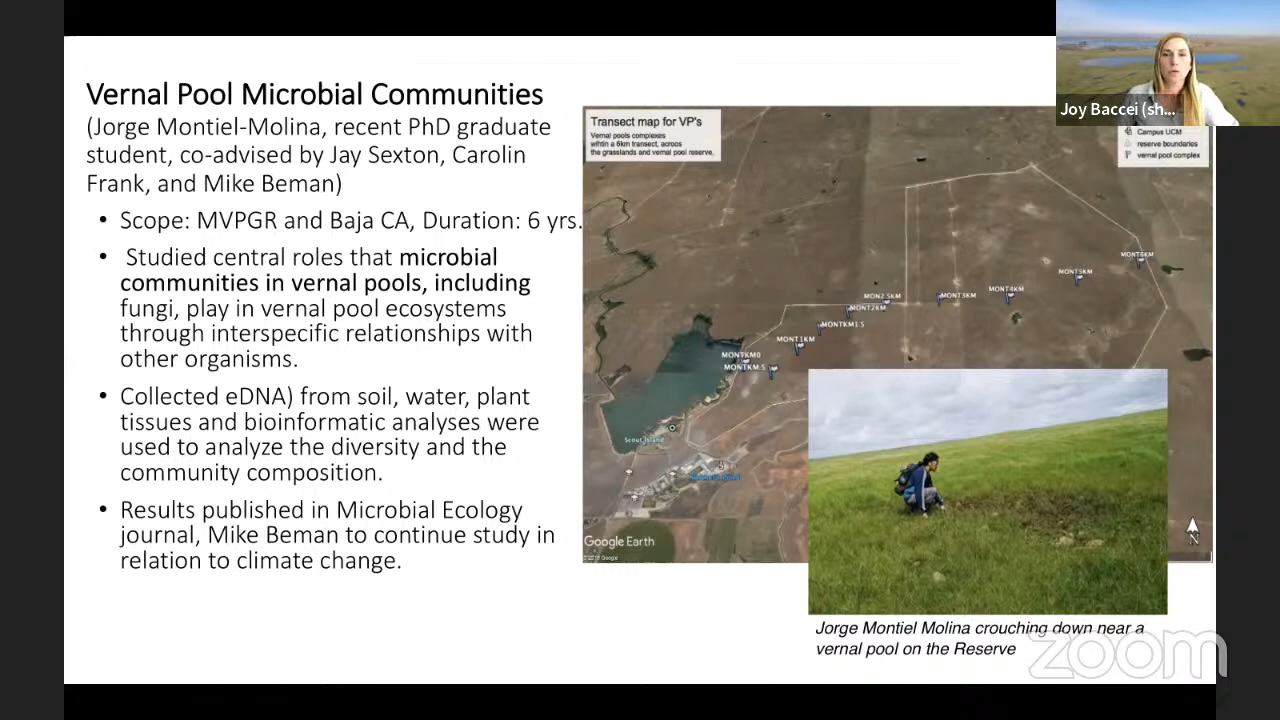 Vernal Pool Microbial Communities
(Jorge Montiel-Molina, recent PhD graduate
student, co-advised by Jay Sexton, Carolin
Frank, and Mike Beman)
• Scope: MVPGR and Baja CA, Duration: 6 yrs.
• Studied central roles that microbial
communities in vernal pools, including
fungi, play in vernal pool ecosystems
through interspecific relationships with
other organisms.
• Collected eDNA) from soil, water, plant
tissues and bioinformatic analyses were
used to analyze the diversity and the
community composition.
• Results published in Microbial Ecology
journal, Mike Beman to continue study in
relation to climate change.
Joy Baccei (sh...
Transect map for VP's
Vernal pools complexes
within a 6km transect, across
the grasslands and vernal pool reserve.
Campus UCM
reserve boundaries
vernal pool complex
MONT6KM
MONT5KM
MONT4KM
MONT3KM
MON2.5KM
MONT2KM
MONTKM1.5
MONT1KM
MONTKM0
MONTKM.5
Scout Island
Google Earth
N
Jorge Montiel Molina crouching down near a
vernal pool on the Reserve
zoom